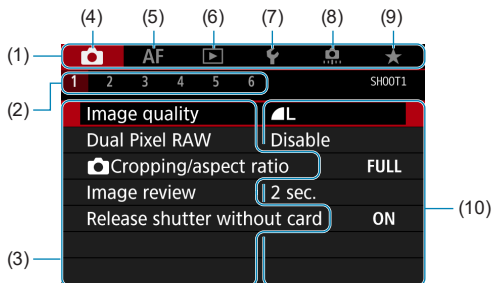 (4) (5) (6) (7) (8) (9)
(1) AF
(2) 1 2 3 4 5 6 SHOOT1
Image quality L
Dual Pixel RAW Disable
Cropping/aspect ratio FULL
Image review 2 sec.
Release shutter without card ON
(3) (10)